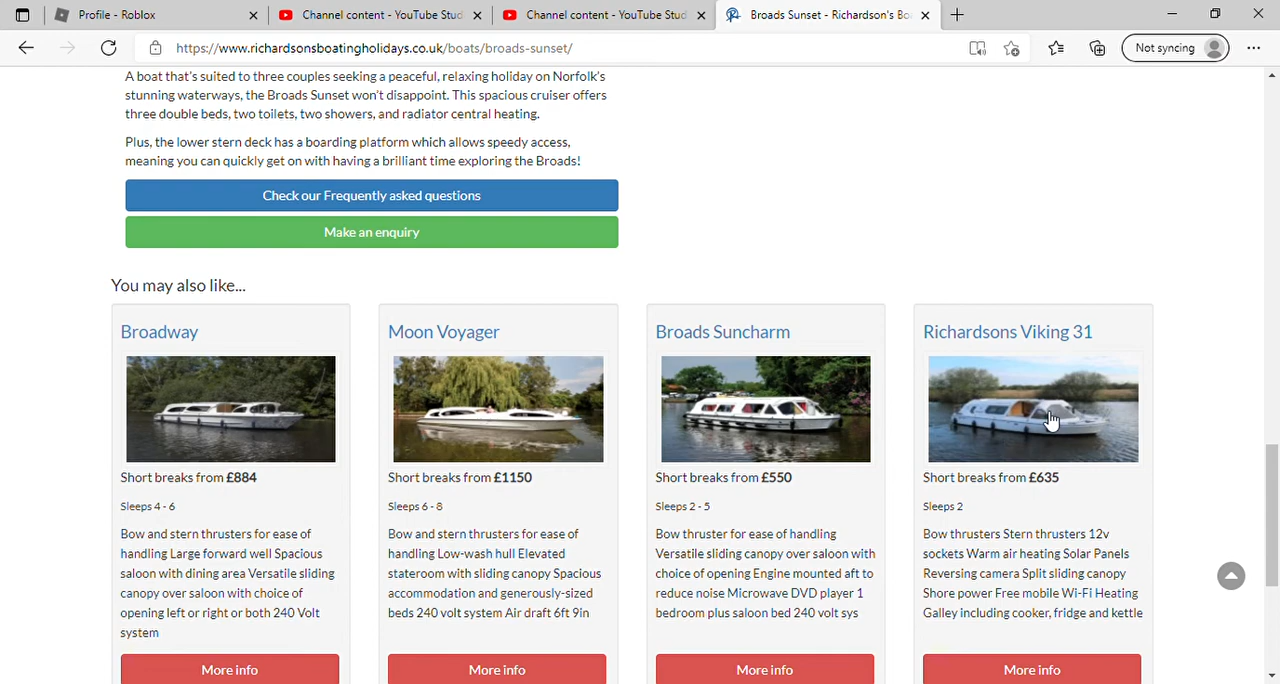 Profile - Roblox
Channel content - YouTube Stud
Channel content - YouTube Stud
Broads Sunset - Richardson's Bo
https://www.richardsonsboatingholidays.co.uk/boats/broads-sunset/
Not syncing
A boat that's suited to three couples seeking a peaceful, relaxing holiday on Norfolk's
stunning waterways, the Broads Sunset won't disappoint. This spacious cruiser offers
three double beds, two toilets, two showers, and radiator central heating.
Plus, the lower stern deck has a boarding platform which allows speedy access,
meaning you can quickly get on with having a brilliant time exploring the Broads!
Check our Frequently asked questions
Make an enquiry
You may also like...
Broadway
Short breaks from £884
Sleeps 4 - 6
Bow and stern thrusters for ease of
handling Large forward well Spacious
saloon with dining area Versatile sliding
canopy over saloon with choice of
opening left or right or both 240 Volt
system
More info
Moon Voyager
Short breaks from £1150
Sleeps 6 - 8
Bow and stern thrusters for ease of
handling Low-wash hull Elevated
stateroom with sliding canopy Spacious
accommodation and generously-sized
beds 240 volt system Air draft 6ft 9in
More info
Broads Suncharm
Short breaks from £550
Sleeps 2 - 5
Bow thruster for ease of handling
Versatile sliding canopy over saloon with
choice of opening Engine mounted aft to
reduce noise Microwave DVD player 1
bedroom plus saloon bed 240 volt sys
More info
Richardsons Viking 31
Short breaks from £635
Sleeps 2
Bow thrusters Stern thrusters 12v
sockets Warm air heating Solar Panels
Reversing camera Split sliding canopy
Shore power Free mobile Wi-Fi Heating
Galley including cooker, fridge and kettle
More info